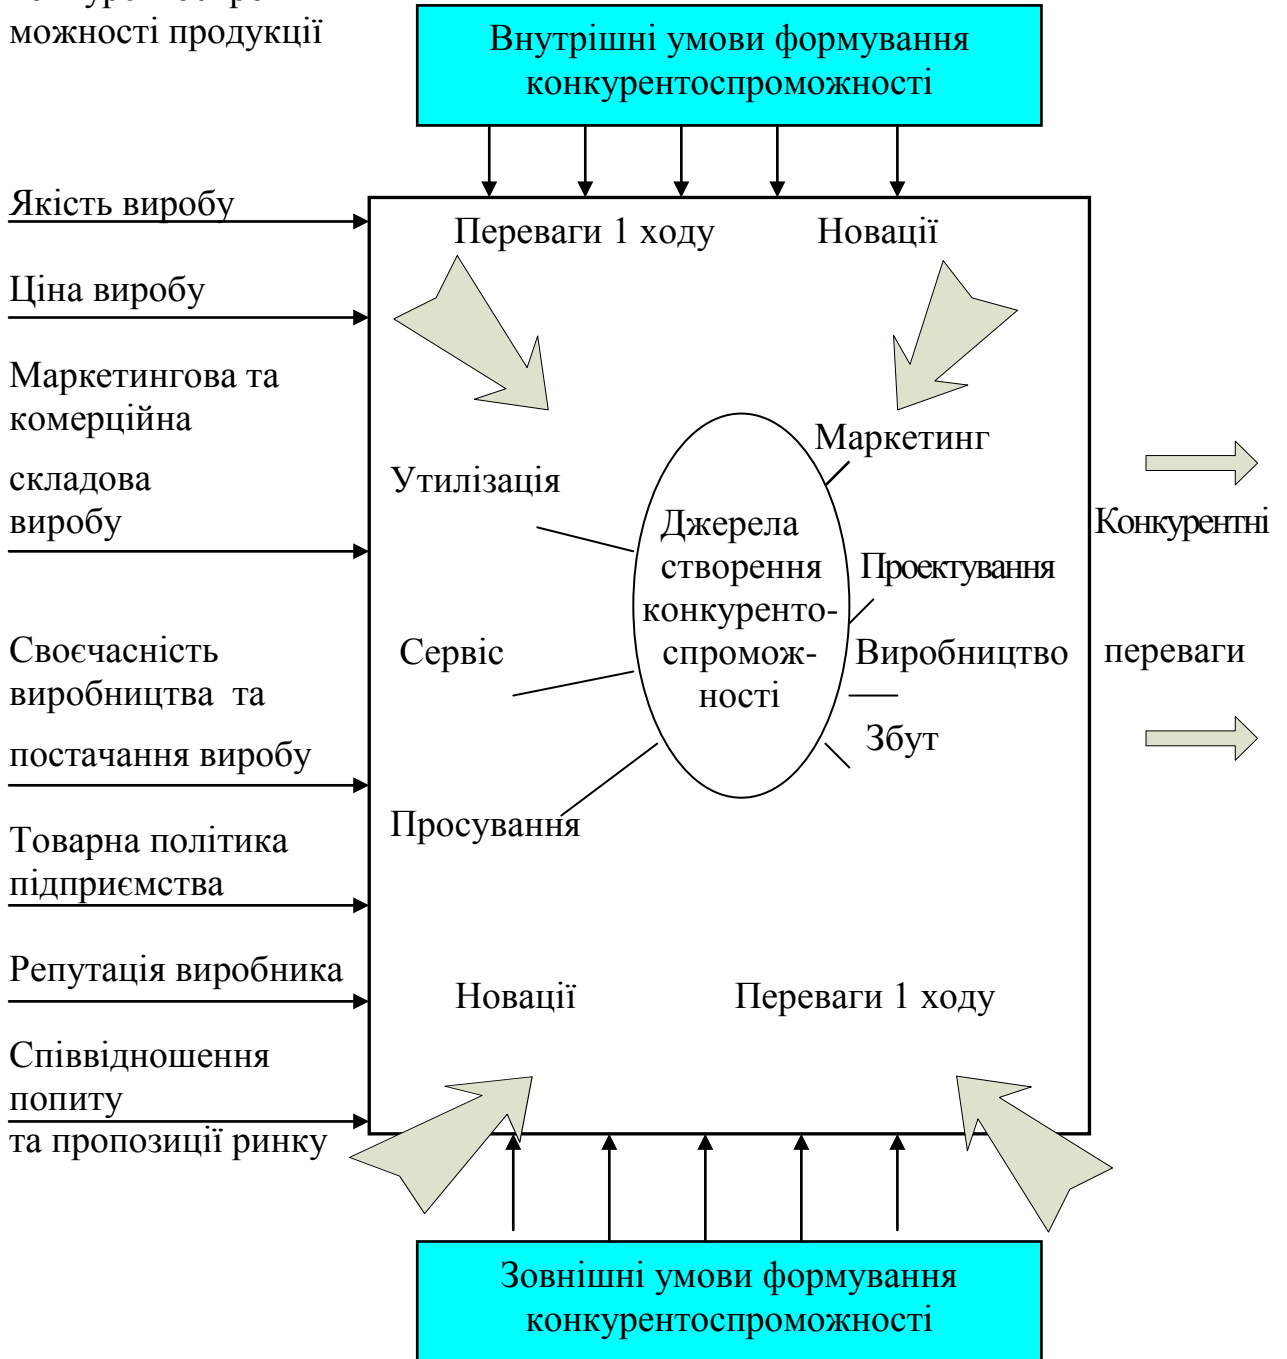 можності продукції
Внутрішні умови формування
конкурентоспроможності
Якість виробу
Ціна виробу
Маркетингова та
комерційна
складова
виробу
Своєчасність
виробництва та
постачання виробу
Товарна політика
підприємства
Репутація виробника
Співвідношення
попиту
та пропозиції ринку
Переваги 1 ходу
Новації
Утилізація
Сервіс
Просування
Джерела
створення
конкуренто-
спромож-
ності
Маркетинг
Проектування
Виробництво
Збут
Новації
Переваги 1 ходу
Конкурентні
переваги
Зовнішні умови формування
конкурентоспроможності